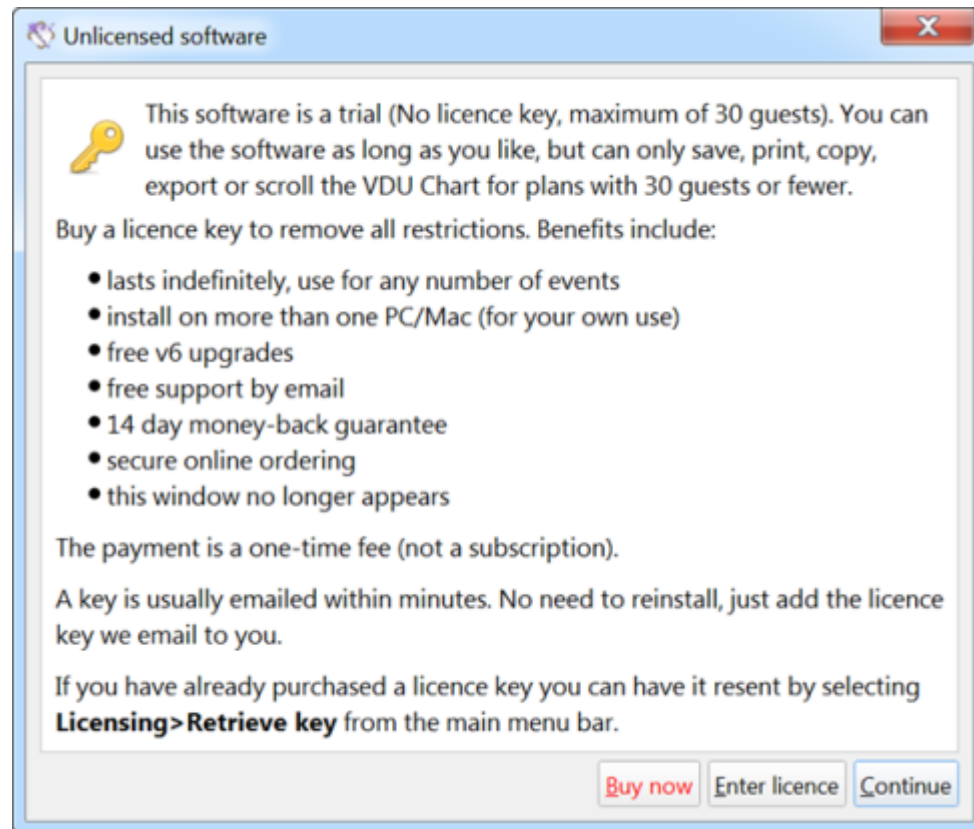 Unlicensed software
This software is a trial (No licence key, maximum of 30 guests). You can
use the software as long as you like, but can only save, print, copy,
export or scroll the VDU Chart for plans with 30 guests or fewer.
Buy a licence key to remove all restrictions. Benefits include:
• lasts indefinitely, use for any number of events
• install on more than one PC/Mac (for your own use)
• free v6 upgrades
• free support by email
• 14 day money-back guarantee
• secure online ordering
• this window no longer appears
The payment is a one-time fee (not a subscription).
A key is usually emailed within minutes. No need to reinstall, just add the licence
key we email to you.
If you have already purchased a licence key you can have it resent by selecting
Licensing>Retrieve key from the main menu bar.
Buy now Enter licence Continue